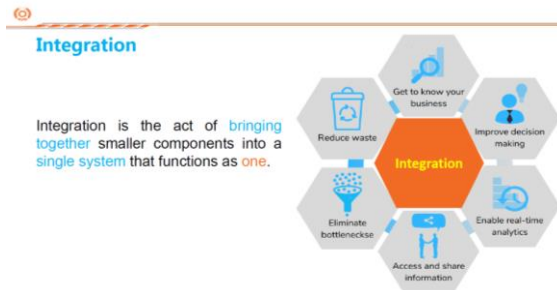 Integration
Integration is the act of bringing
together smaller components into a
single system that functions as one.
Get to know your
business
Reduce waste
Improve decision
making
Integration
Eliminate
bottleneckse
Enable real-time
analytics
Access and share
information